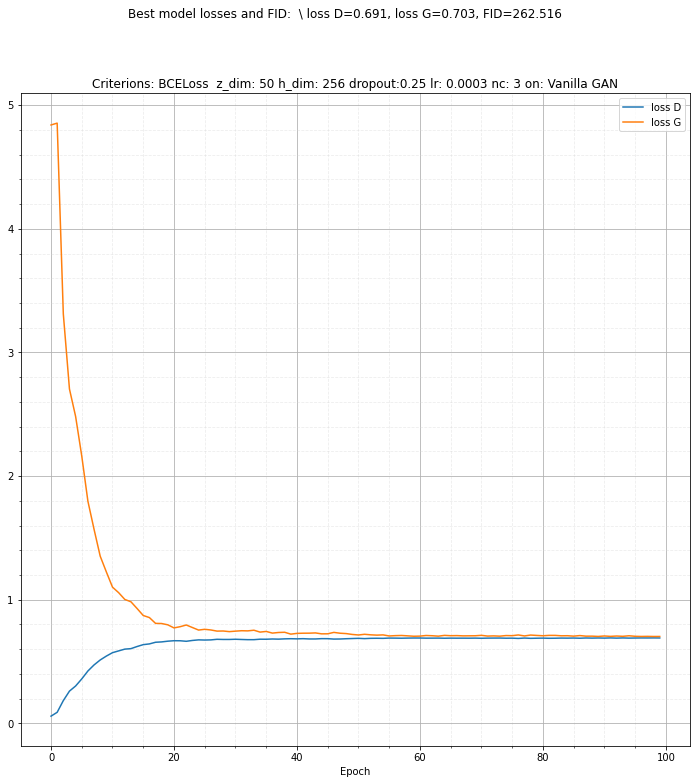 Best model losses and FID:  \ loss D=0.691, loss G=0.703, FID=262.516
Criterions: BCELoss  z_dim: 50 h_dim: 256 dropout:0.25 lr: 0.0003 nc: 3 on: Vanilla GAN
loss D
loss G
5
4
3
2
1
0
0 20 40 60 80 100
Epoch